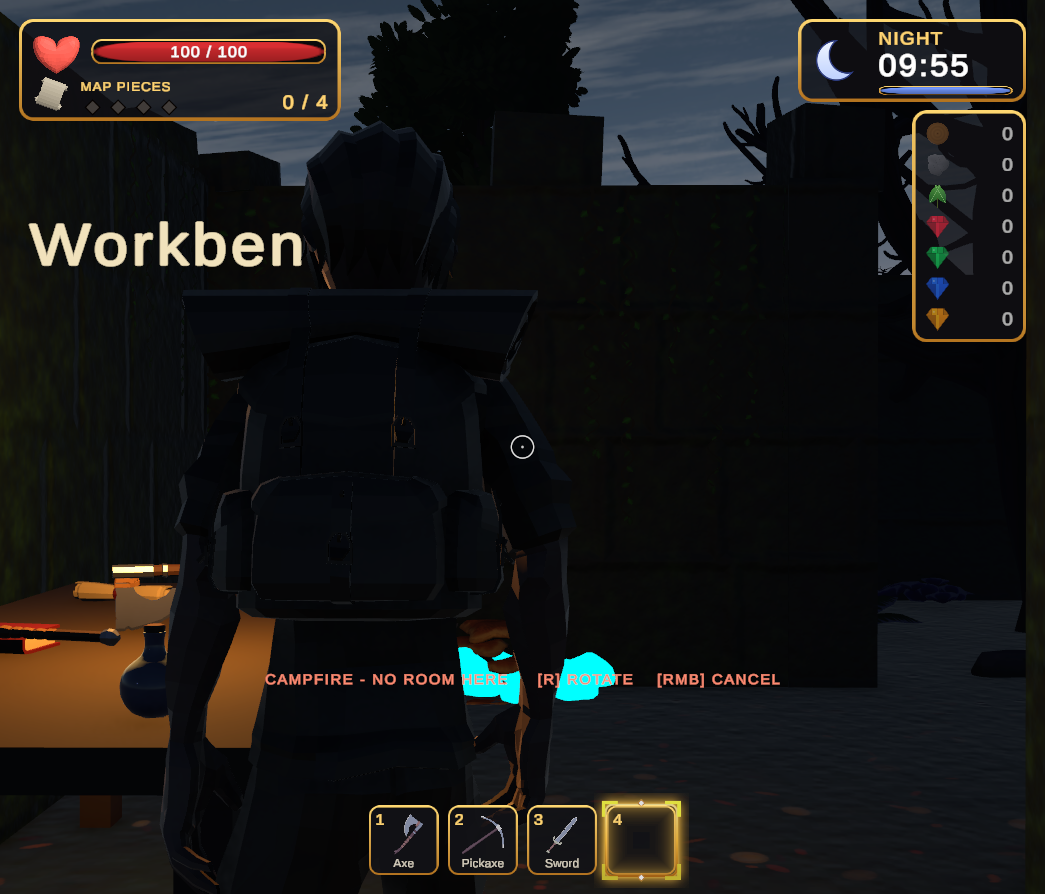 100 / 100
MAP PIECES
0 / 4
NIGHT
09:55
0
0
0
0
0
0
0
Workben
CAMPFIRE - NO ROOM HERE [R] ROTATE [RMB] CANCEL
1 2 3 4
Axe Pickaxe Sword